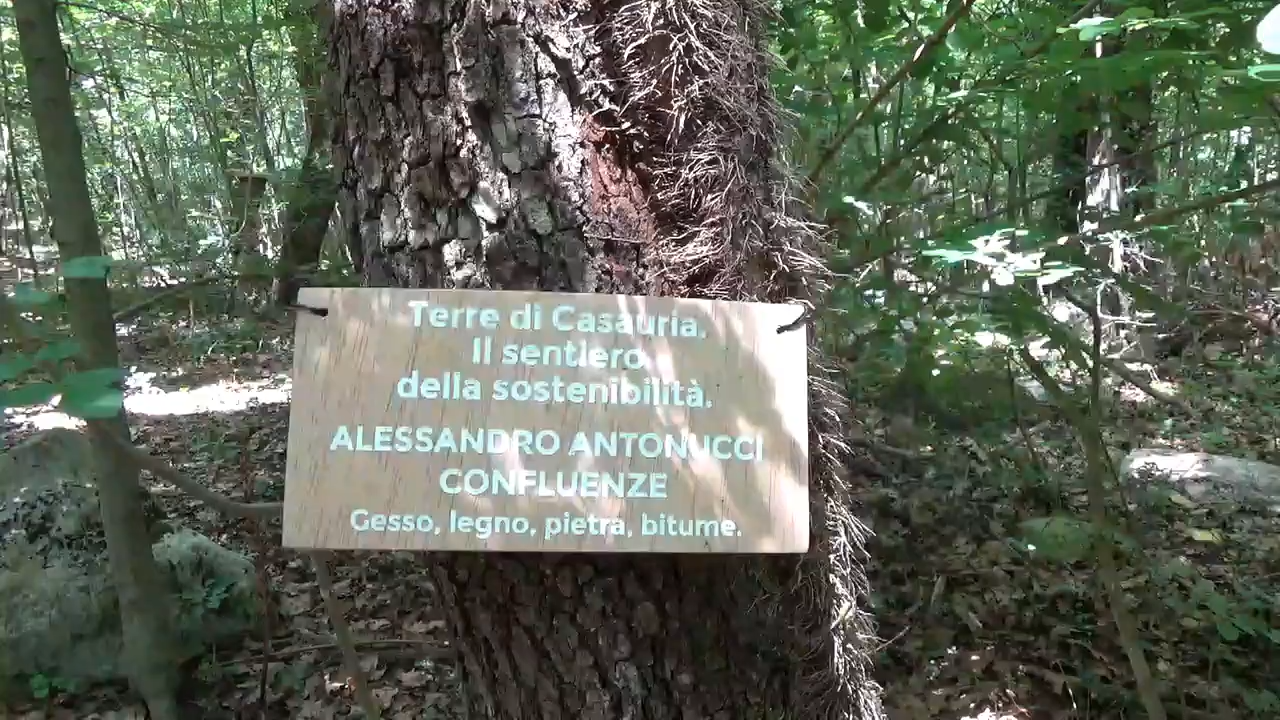 Terre di Casauria,
Il sentiero
della sostenibilità.
ALESSANDRO ANTONUCCI
CONFLUENZE
Gesso, legno, pietra, bitume.